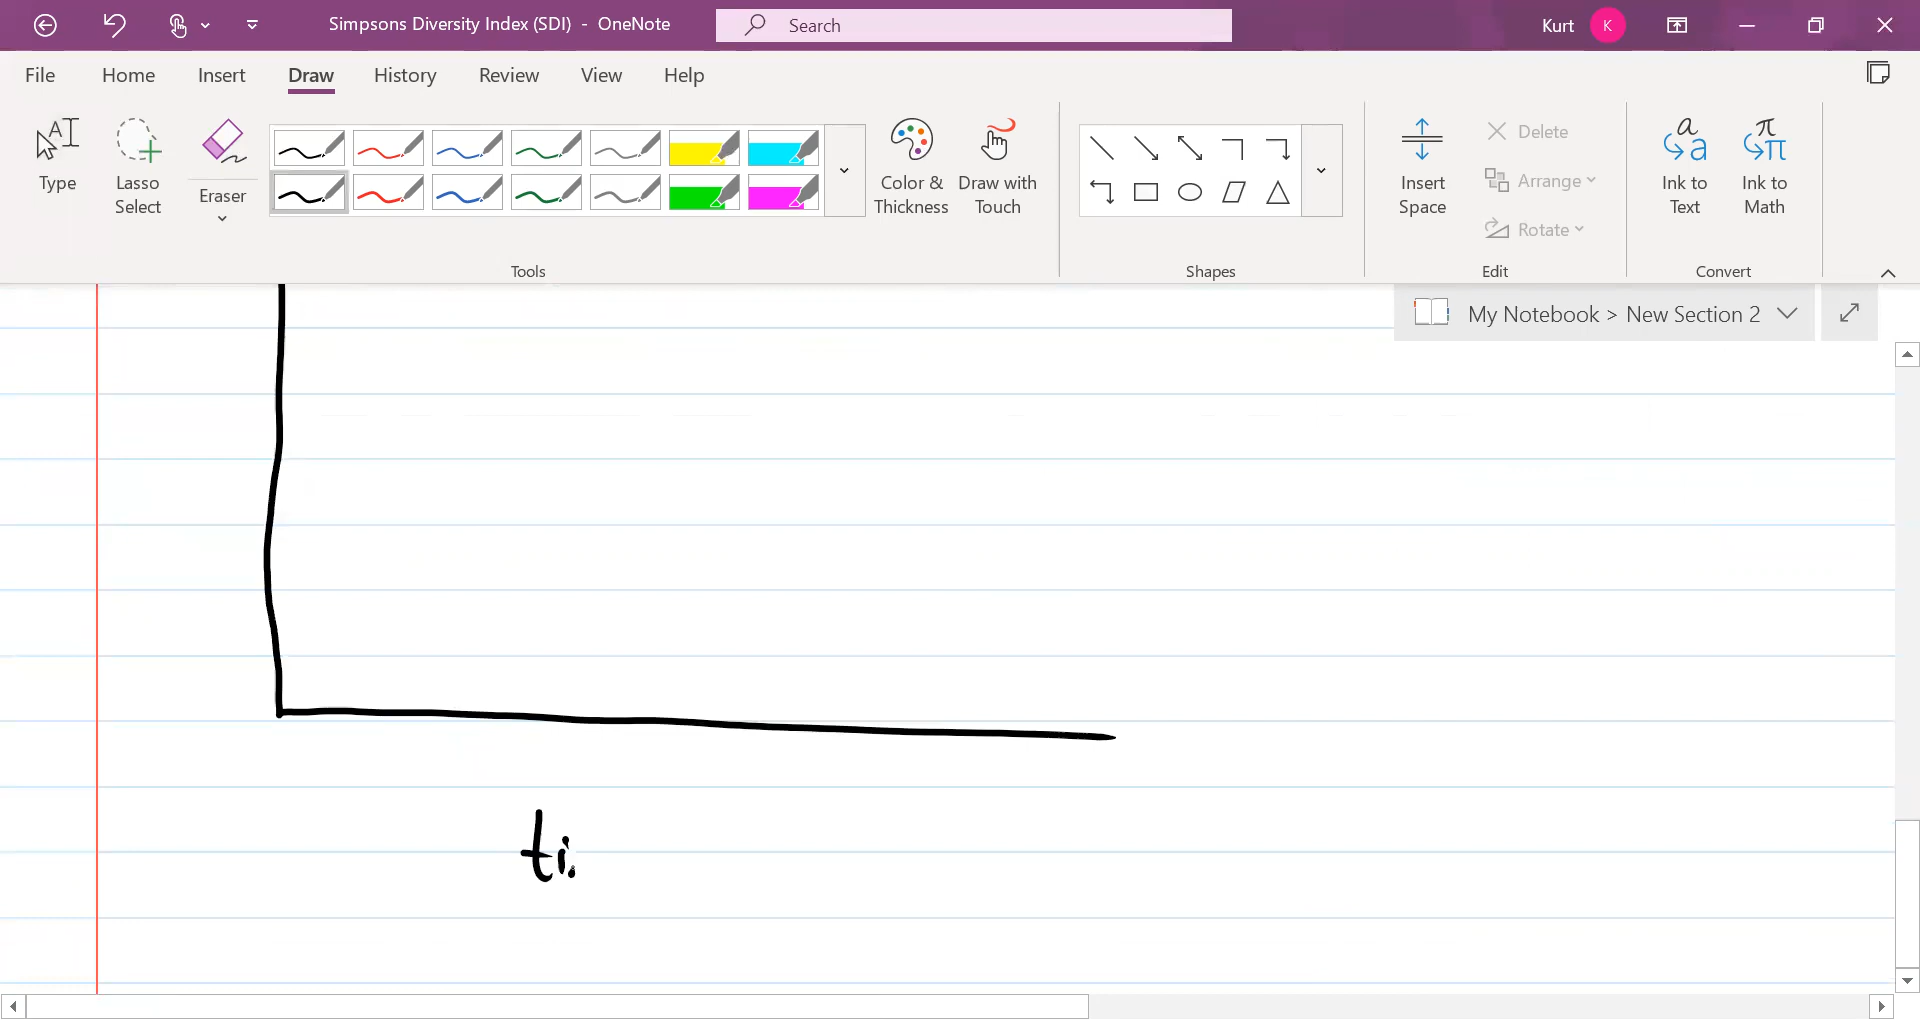 Simpsons Diversity Index (SDI) - OneNote
Search
Kurt
K
File Home Insert Draw History Review View Help
Type
Lasso Select
Eraser
Color & Thickness
Draw with Touch
Insert Space
Delete
Arrange
Rotate
a
a
Ink to Text
π
π
Ink to Math
Tools
Shapes
Edit
Convert
My Notebook > New Section 2
ti